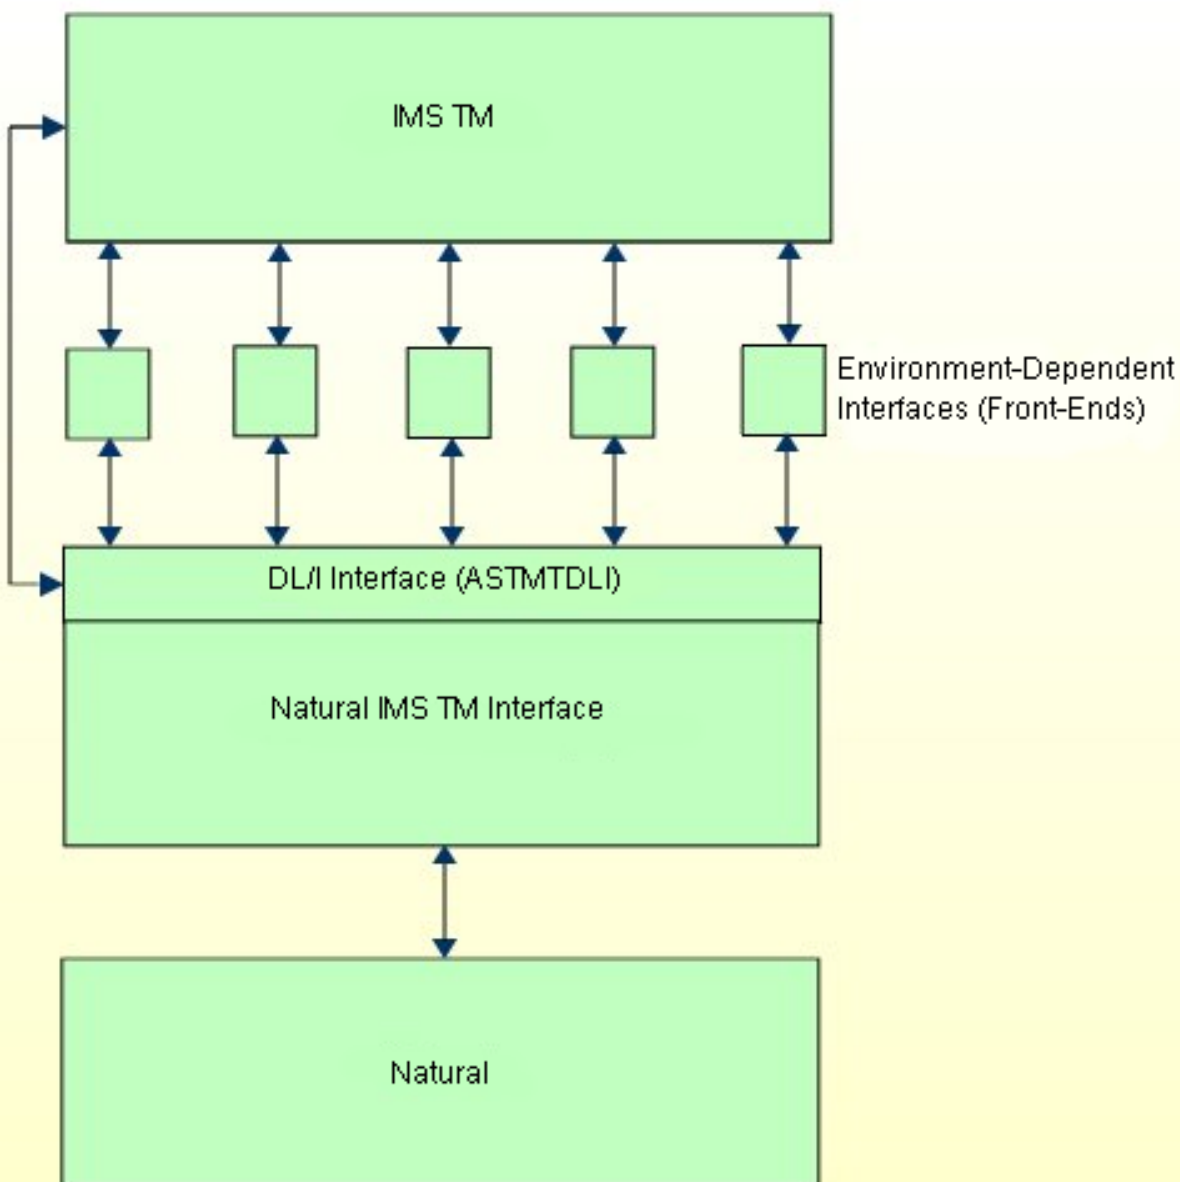 IMS TM
Environment-Dependent
Interfaces (Front-Ends)
DL/I Interface (ASTMTDLI)
Natural IMS TM Interface
Natural